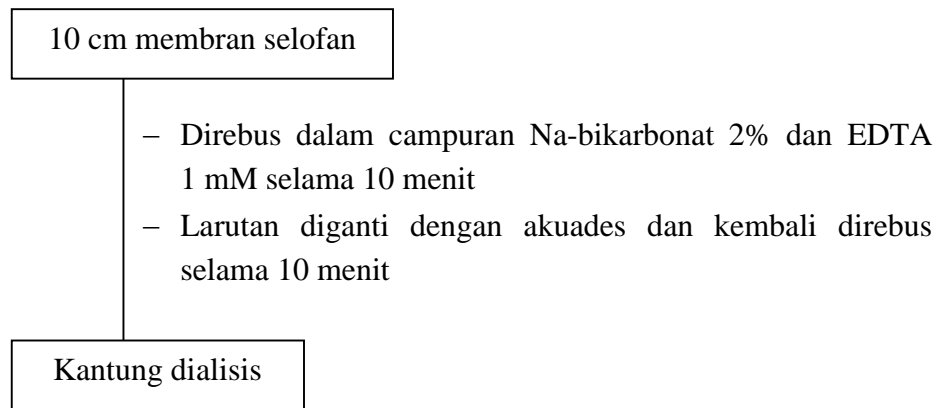 10 cm membran selofan
– Direbus dalam campuran Na-bikarbonat 2% dan EDTA
1 mM selama 10 menit
– Larutan diganti dengan akuades dan kembali direbus
selama 10 menit
Kantung dialisis